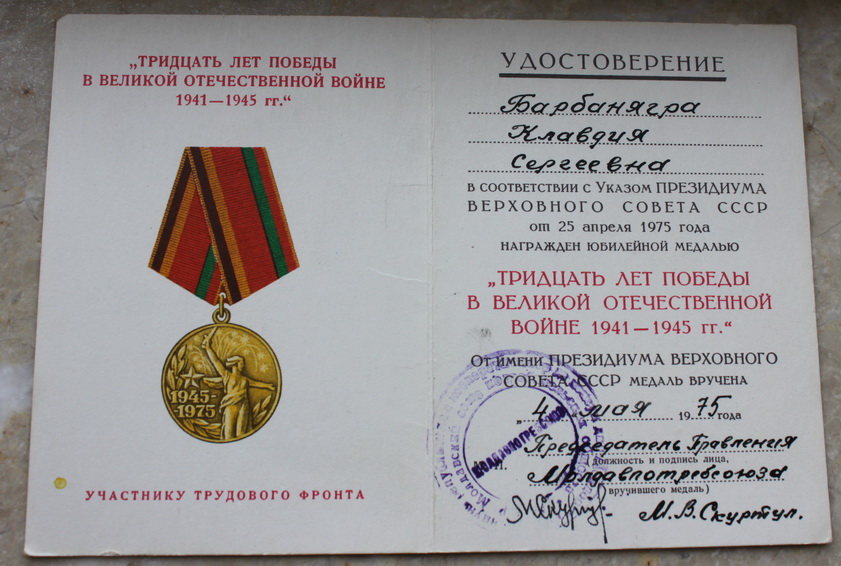 „ТРИДЦАТЬ ЛЕТ ПОБЕДЫ
В ВЕЛИКОЙ ОТЕЧЕСТВЕННОЙ ВОЙНЕ
1941—1945 гг.“
1945-
-1975
УЧАСТНИКУ ТРУДОВОГО ФРОНТА
УДОСТОВЕРЕНИЕ
Барбанягра
Клавдия
Сергеевна
В СООТВЕТСТВИИ С УКАЗОМ ПРЕЗИДИУМА
ВЕРХОВНОГО СОВЕТА СССР
от 25 апреля 1975 года
НАГРАЖДЕН ЮБИЛЕЙНОЙ МЕДАЛЬЮ
„ТРИДЦАТЬ ЛЕТ ПОБЕДЫ
В ВЕЛИКОЙ ОТЕЧЕСТВЕННОЙ
ВОЙНЕ 1941—1945 гг.“
ОТ ИМЕНИ ПРЕЗИДИУМА ВЕРХОВНОГО
СОВЕТА СССР МЕДАЛЬ ВРУЧЕНА
„4“ мая 1975 года
Председатель Правления
(должность и подпись лица,
Молдавпотребсоюза
вручившего медаль)
М.В. Скуртул.
МОЛДАВПОТРЕБСОЮЗ